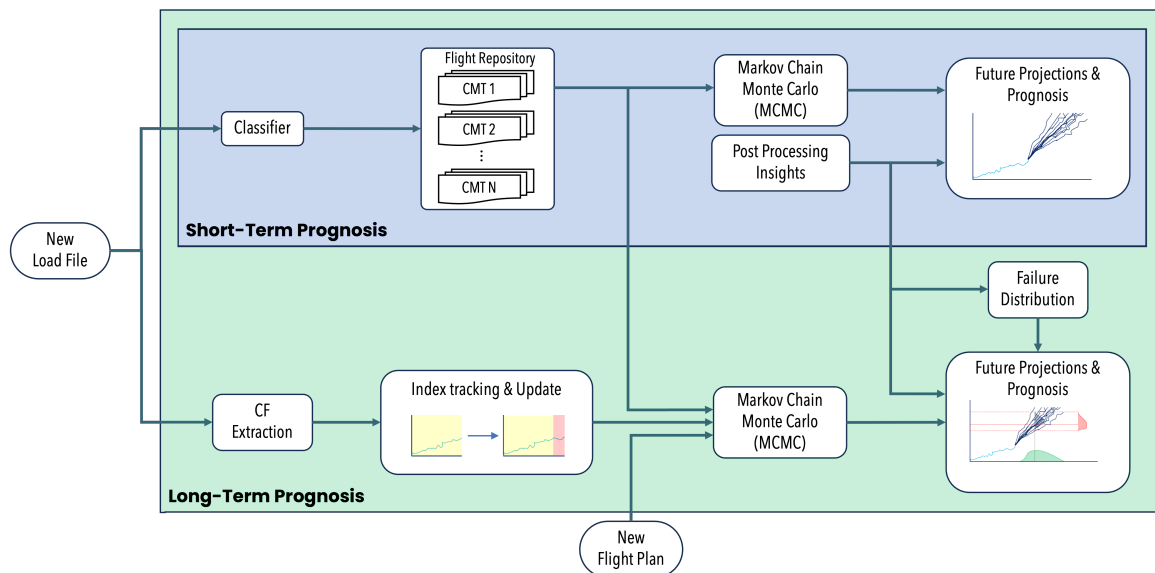 Flight Repository
CMT 1
CMT 2
⋮
CMT N
Classifier
Markov Chain
Monte Carlo
(MCMC)
Post Processing
Insights
Future Projections &
Prognosis
Short-Term Prognosis
New
Load File
Failure
Distribution
CF
Extraction
Index tracking & Update
Markov Chain
Monte Carlo
(MCMC)
Future Projections &
Prognosis
Long-Term Prognosis
New
Flight Plan